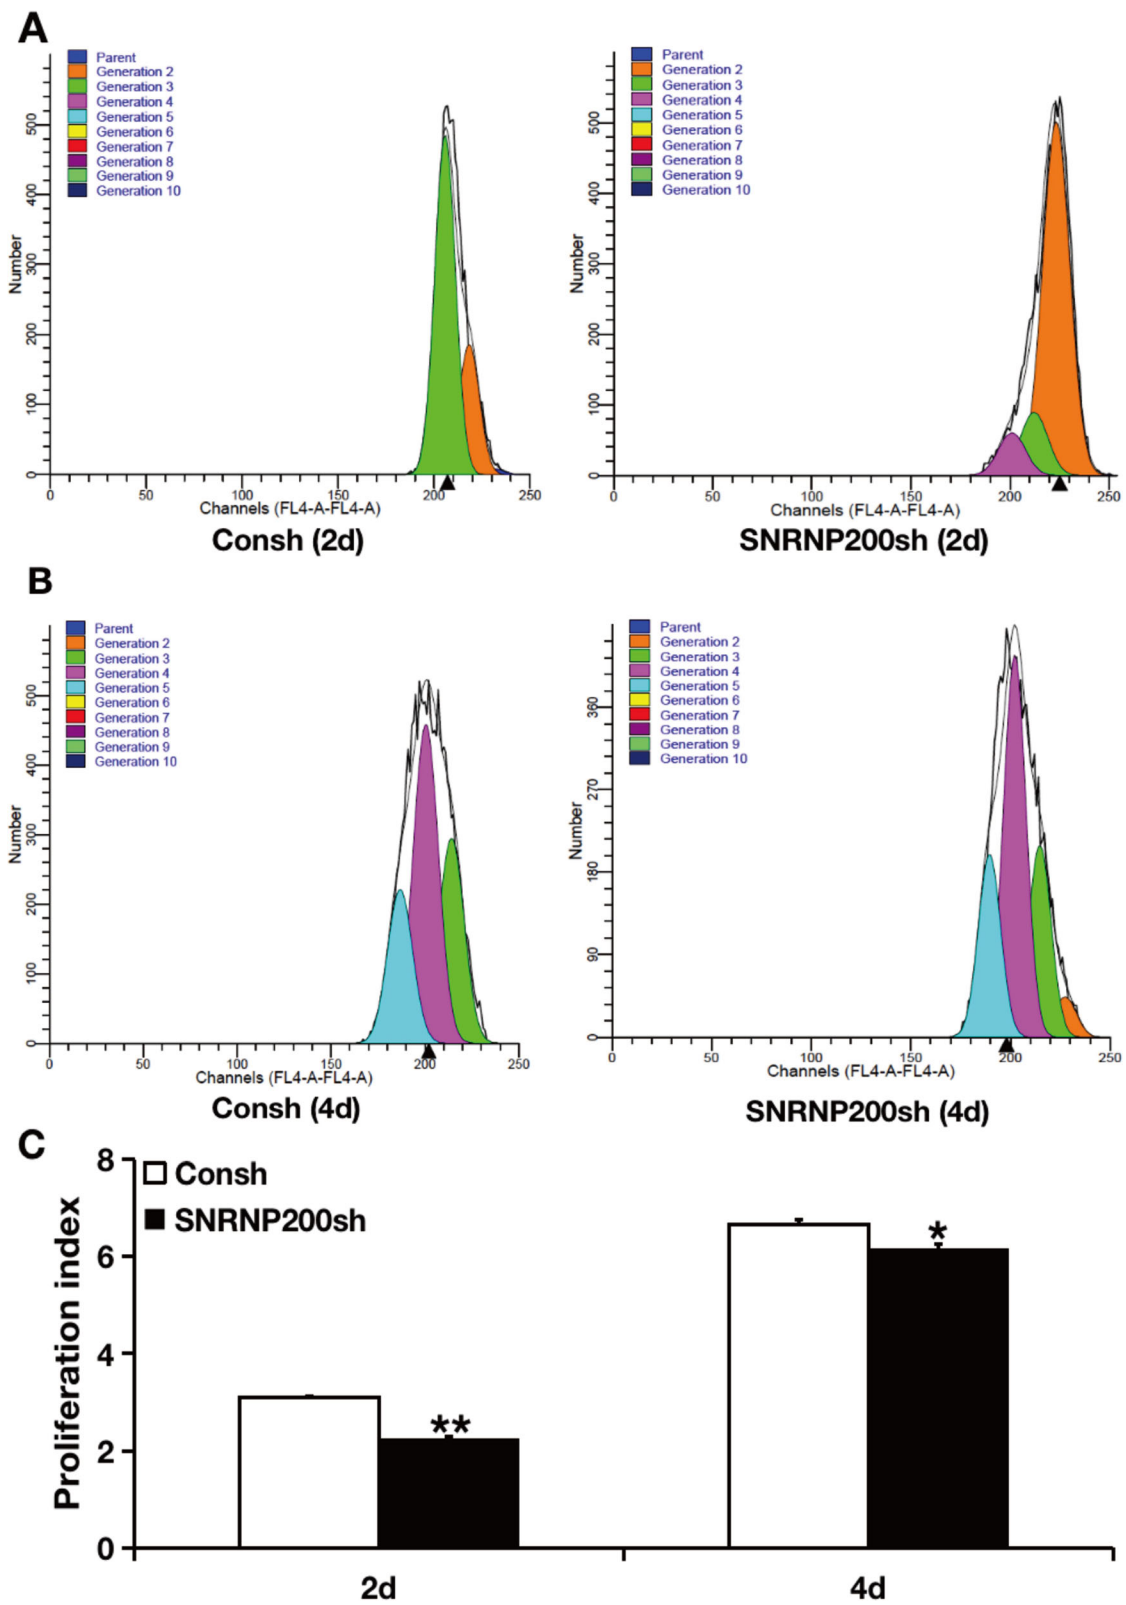 A
Parent
Generation 2
Generation 3
Generation 4
Generation 5
Generation 6
Generation 7
Generation 8
Generation 9
Generation 10
Number
0 100 200 300 400 500
0 50 100 150 200 250
Channels (FL4-A-FL4-A)
Consh (2d)
Parent
Generation 2
Generation 3
Generation 4
Generation 5
Generation 6
Generation 7
Generation 8
Generation 9
Generation 10
Number
0 100 200 300 400 500
0 50 100 150 200 250
Channels (FL4-A-FL4-A)
SNRNP200sh (2d)
B
Parent
Generation 2
Generation 3
Generation 4
Generation 5
Generation 6
Generation 7
Generation 8
Generation 9
Generation 10
Number
0 100 200 300 400 500
0 50 100 150 200 250
Channels (FL4-A-FL4-A)
Consh (4d)
Parent
Generation 2
Generation 3
Generation 4
Generation 5
Generation 6
Generation 7
Generation 8
Generation 9
Generation 10
Number
0 90 180 270 360
0 50 100 150 200 250
Channels (FL4-A-FL4-A)
SNRNP200sh (4d)
C
Proliferation index
8
6
4
2
0
Consh
SNRNP200sh
**
*
2d 4d